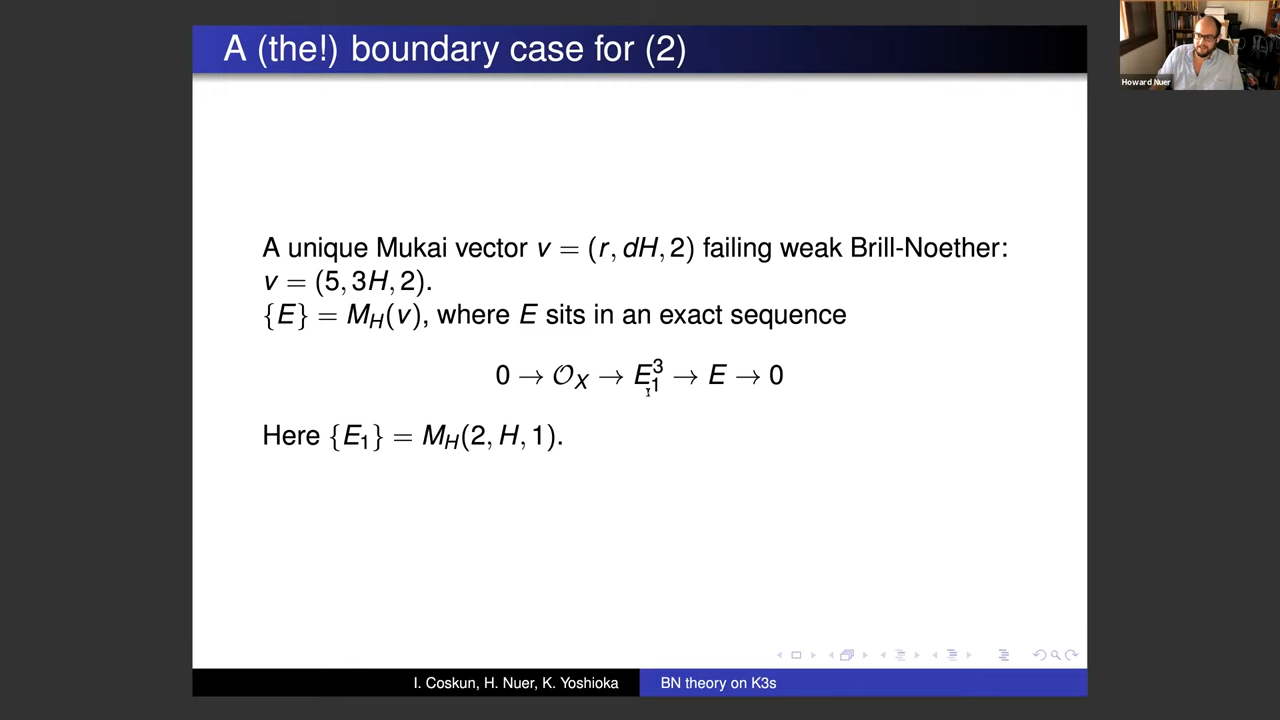 A (the!) boundary case for (2)
Howard Nuer
A unique Mukai vector v = (r, dH, 2) failing weak Brill-Noether:
v = (5, 3H, 2).
{E} = M_H(v), where E sits in an exact sequence
0 → 𝒪_X → E_1^3 → E → 0
Here {E_1} = M_H(2, H, 1).
I. Coskun, H. Nuer, K. Yoshioka
BN theory on K3s